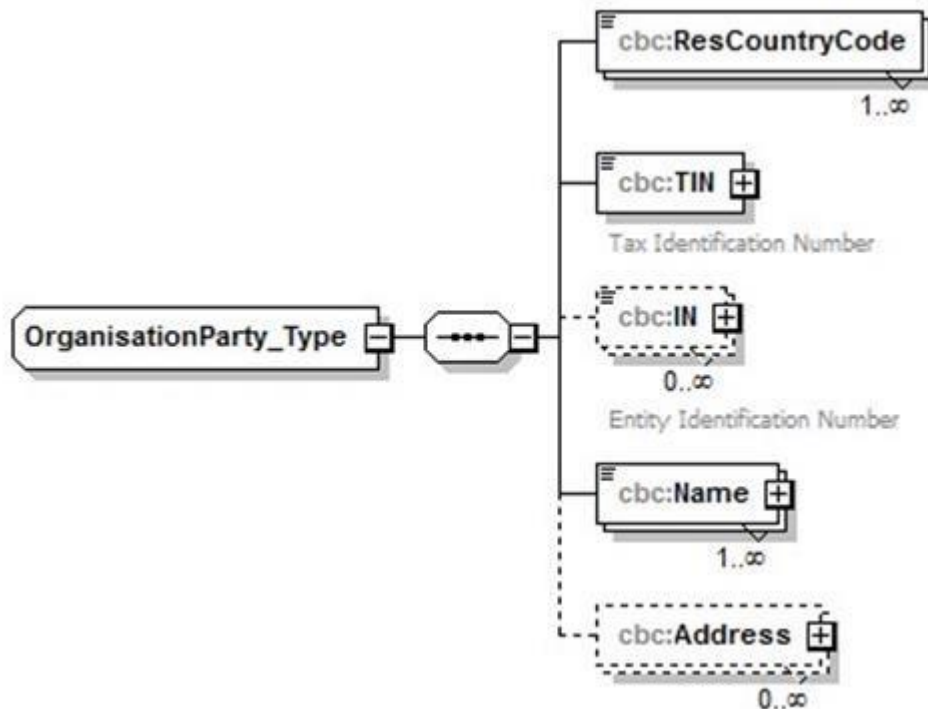 cbc:ResCountryCode
1..∞
cbc:TIN
Tax Identification Number
cbc:IN
0..∞
Entity Identification Number
OrganisationParty_Type
cbc:Name
1..∞
cbc:Address
0..∞